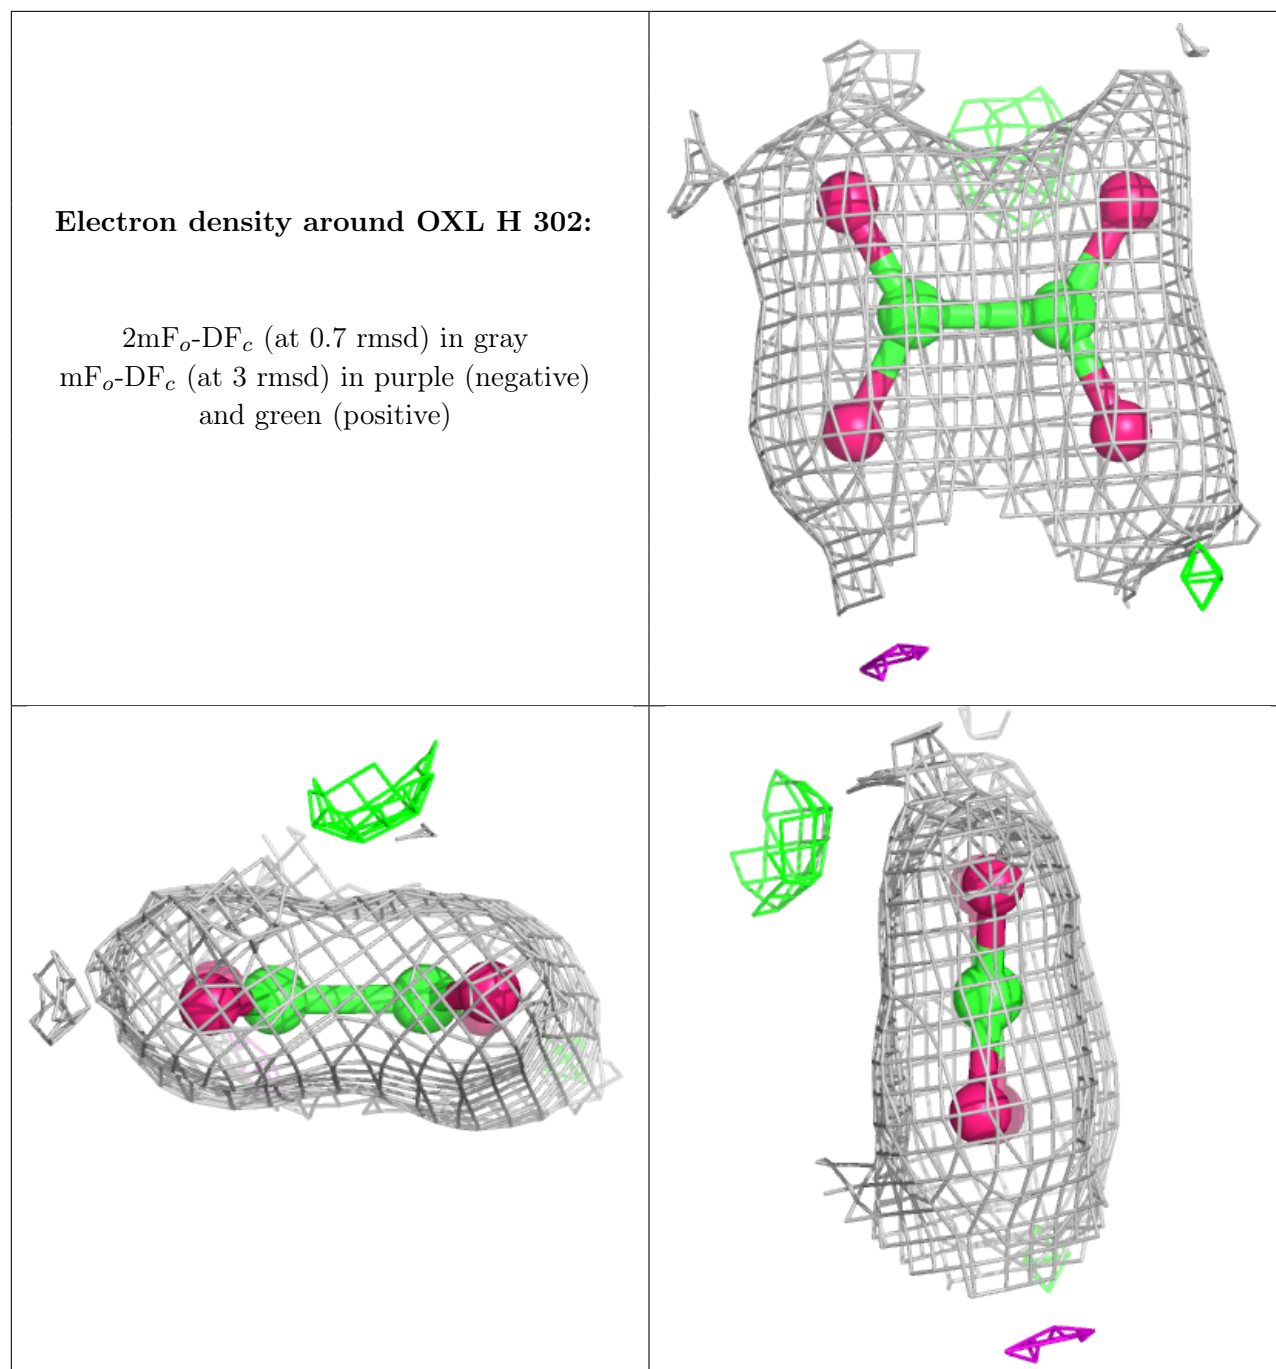 Electron density around OXL H 302:
2mFo-DFc (at 0.7 rmsd) in gray
mFo-DFc (at 3 rmsd) in purple (negative)
and green (positive)